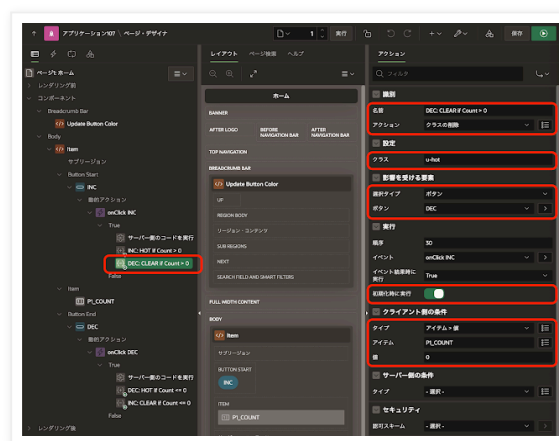 アプリケーション107 \ ページ・デザイナ
1
実行
保存
ページ1: ホーム
レンダリング前
コンポーネント
Breadcrumb Bar
Update Button Color
Body
Item
サブリージョン
Button Start
INC
動的アクション
onClick INC
True
サーバー側のコードを実行
INC: HOT if Count > 0
DEC: CLEAR if Count > 0
False
Item
P1_COUNT
Button End
DEC
動的アクション
onClick DEC
True
サーバー側のコードを実行
DEC: HOT if Count <= 0
INC: CLEAR if Count <= 0
False
レンダリング後
レイアウト
ページ検索
ヘルプ
ホーム
BANNER
AFTER LOGO
BEFORE NAVIGATION BAR
AFTER NAVIGATION BAR
TOP NAVIGATION
BREADCRUMB BAR
Update Button Color
UP
REGION BODY
リージョン・コンテンツ
SUB REGIONS
NEXT
SEARCH FIELD AND SMART FILTERS
FULL WIDTH CONTENT
BODY
Item
サブリージョン
BUTTON START
INC
ITEM
P1_COUNT
アクション
フィルタ
識別
名前 DEC: CLEAR if Count > 0
アクション クラスの削除
設定
クラス u-hot
影響を受ける要素
選択タイプ ボタン
ボタン DEC
実行
順序 30
イベント onClick INC
イベント結果時に実行 True
初期化時に実行
クライアント側の条件
タイプ アイテム > 値
アイテム P1_COUNT
値 0
サーバー側の条件
タイプ - 選択 -
セキュリティ
認可スキーム - 選択 -